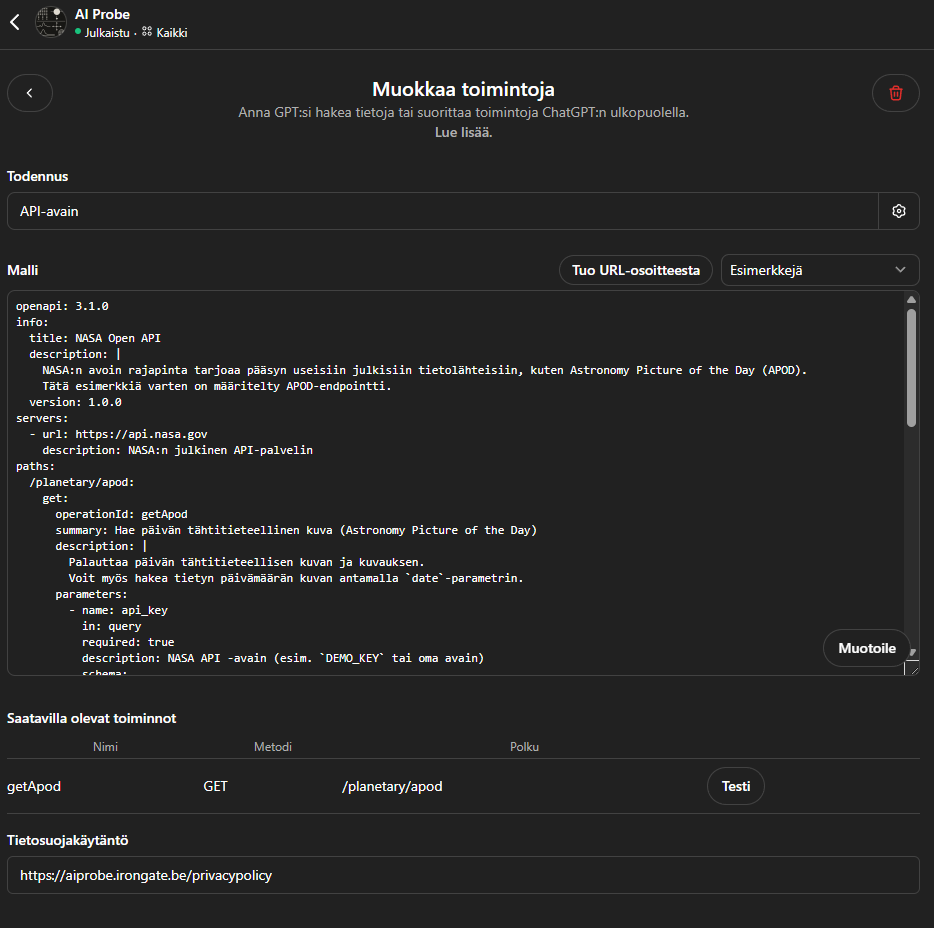 AI Probe
Julkaistu · Kaikki
Muokkaa toimintoja
Anna GPT:si hakea tietoja tai suorittaa toimintoja ChatGPT:n ulkopuolella.
Lue lisää.
Todennus
API-avain
Malli
Tuo URL-osoitteesta
Esimerkkejä
openapi: 3.1.0
info:
  title: NASA Open API
  description: |
    NASA:n avoin rajapinta tarjoaa pääsyn useisiin julkisiin tietolähteisiin, kuten Astronomy Picture of the Day (APOD).
    Tätä esimerkkiä varten on määritelty APOD-endpointti.
  version: 1.0.0
servers:
  - url: https://api.nasa.gov
    description: NASA:n julkinen API-palvelin
paths:
  /planetary/apod:
    get:
      operationId: getApod
      summary: Hae päivän tähtitieteellinen kuva (Astronomy Picture of the Day)
      description: |
        Palauttaa päivän tähtitieteellisen kuvan ja kuvauksen.
        Voit myös hakea tietyn päivämäärän kuvan antamalla `date`-parametrin.
      parameters:
        - name: api_key
          in: query
          required: true
          description: NASA API -avain (esim. `DEMO_KEY` tai oma avain)
          schema:
Muotoile
Saatavilla olevat toiminnot
Nimi Metodi Polku
getApod GET /planetary/apod Testi
Tietosuojakäytäntö
https://aiprobe.irongate.be/privacypolicy